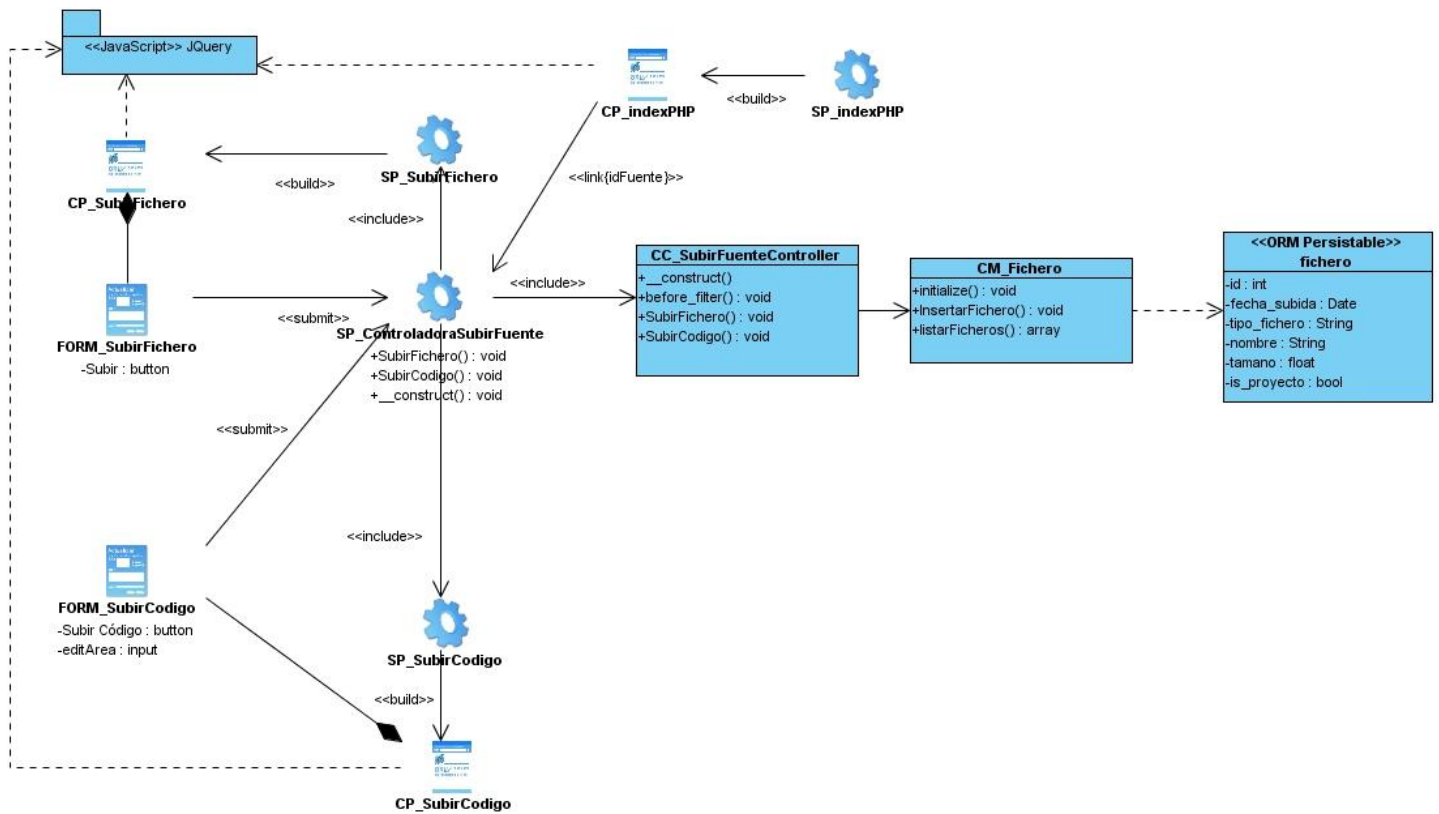 <<JavaScript>> JQuery
CP_indexPHP
<<build>>
SP_indexPHP
CP_SubirFichero
<<build>>
SP_SubirFichero
<<link{idFuente}>>
<<include>>
FORM_SubirFichero
-Subir : button
<<submit>>
SP_ControladoraSubirFuente
+SubirFichero() : void
+SubirCodigo() : void
+__construct() : void
<<include>>
CC_SubirFuenteController
+__construct()
+before_filter() : void
+SubirFichero() : void
+SubirCodigo() : void
CM_Fichero
+initialize() : void
+InsertarFichero() : void
+listarFicheros() : array
<<ORM Persistable>>
fichero
-id : int
-fecha_subida : Date
-tipo_fichero : String
-nombre : String
-tamano : float
-is_proyecto : bool
<<submit>>
<<include>>
FORM_SubirCodigo
-Subir Código : button
-editArea : input
SP_SubirCodigo
<<build>>
CP_SubirCodigo